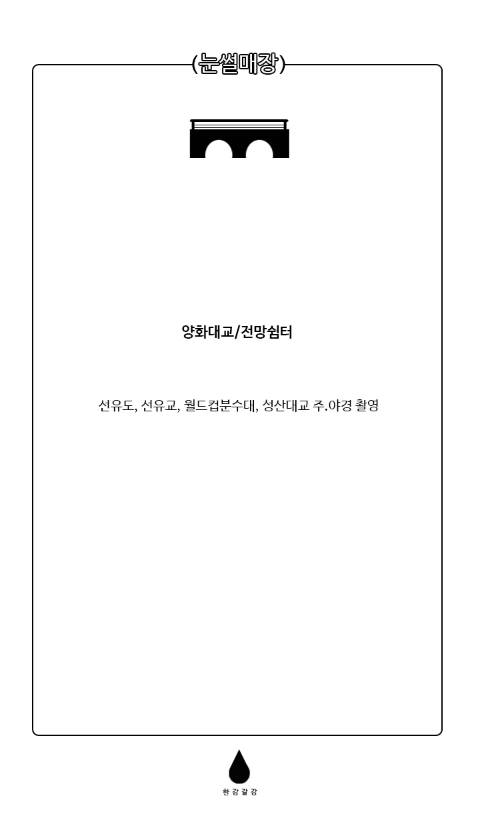 (눈썰매장)
양화대교/전망쉼터
선유도, 선유교, 월드컵분수대, 성산대교 주.야경 촬영
한강갈강